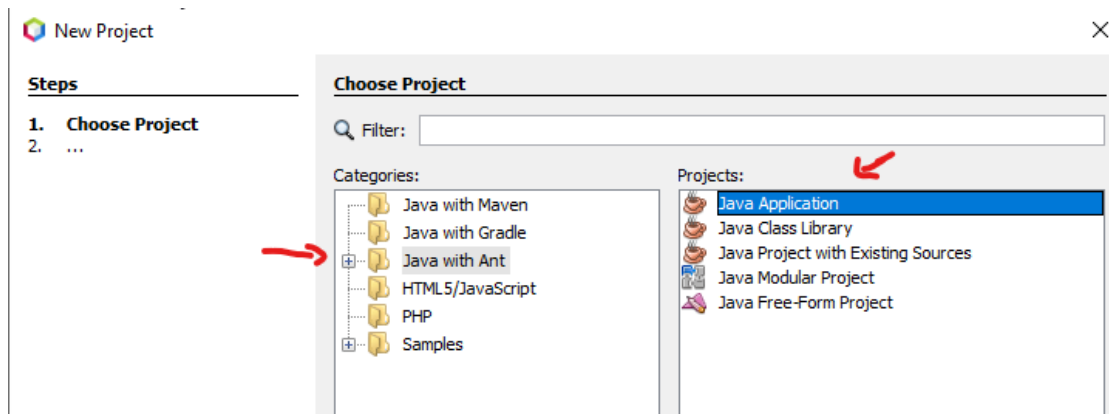 New Project
Steps
1. Choose Project
2. ...
Choose Project
Filter:
Categories:
Java with Maven
Java with Gradle
Java with Ant
HTML5/JavaScript
PHP
Samples
Projects:
Java Application
Java Class Library
Java Project with Existing Sources
Java Modular Project
Java Free-Form Project